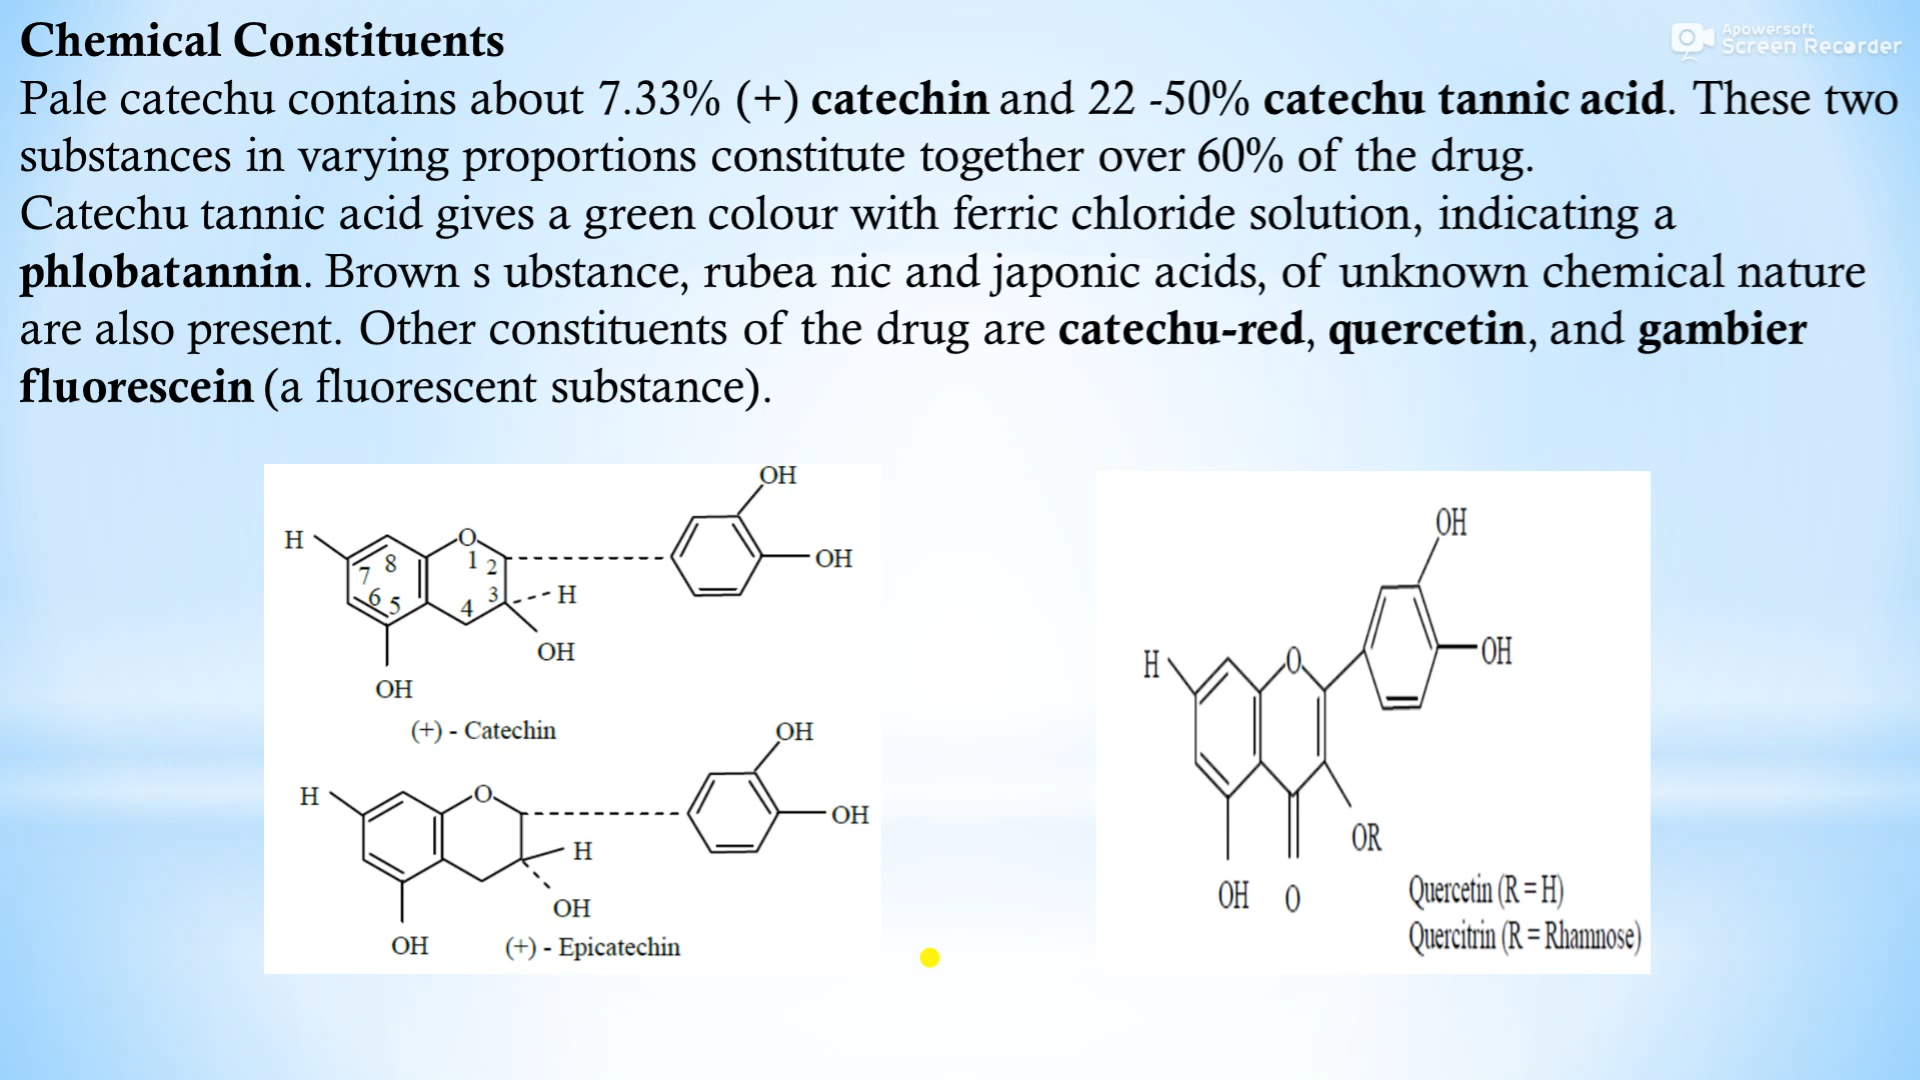 Chemical Constituents
Apowersoft
Screen Recorder
Pale catechu contains about 7.33% (+) catechin and 22 -50% catechu tannic acid. These two
substances in varying proportions constitute together over 60% of the drug.
Catechu tannic acid gives a green colour with ferric chloride solution, indicating a
phlobatannin. Brown s ubstance, rubea nic and japonic acids, of unknown chemical nature
are also present. Other constituents of the drug are catechu-red, quercetin, and gambier
fluorescein (a fluorescent substance).
OH
H
O
8
1
2
7
OH
6
5
4
3
H
OH
OH
(+) - Catechin
OH
H
O
OH
H
OH
OH
(+) - Epicatechin
OH
H
O
OH
OR
OH
O
Quercetin (R = H)
Quercitrin (R = Rhamnose)